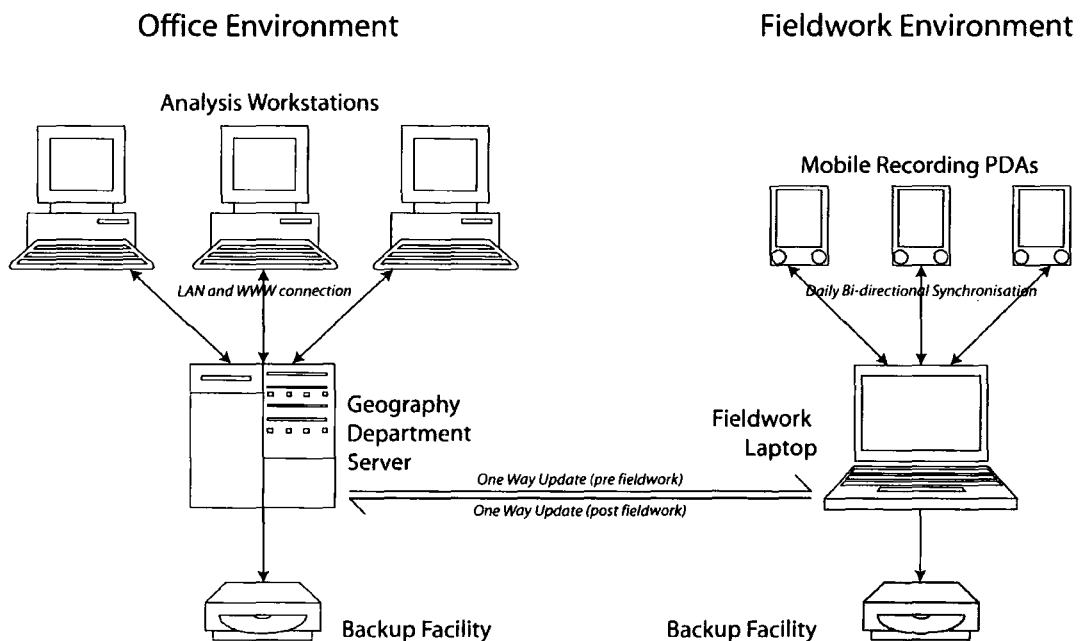 Office Environment
Fieldwork Environment
Analysis Workstations
Mobile Recording PDAs
LAN and WWW connection
Daily Bi-directional Synchronisation
Geography
Department
Server
Fieldwork
Laptop
One Way Update (pre fieldwork)
One Way Update (post fieldwork)
Backup Facility
Backup Facility